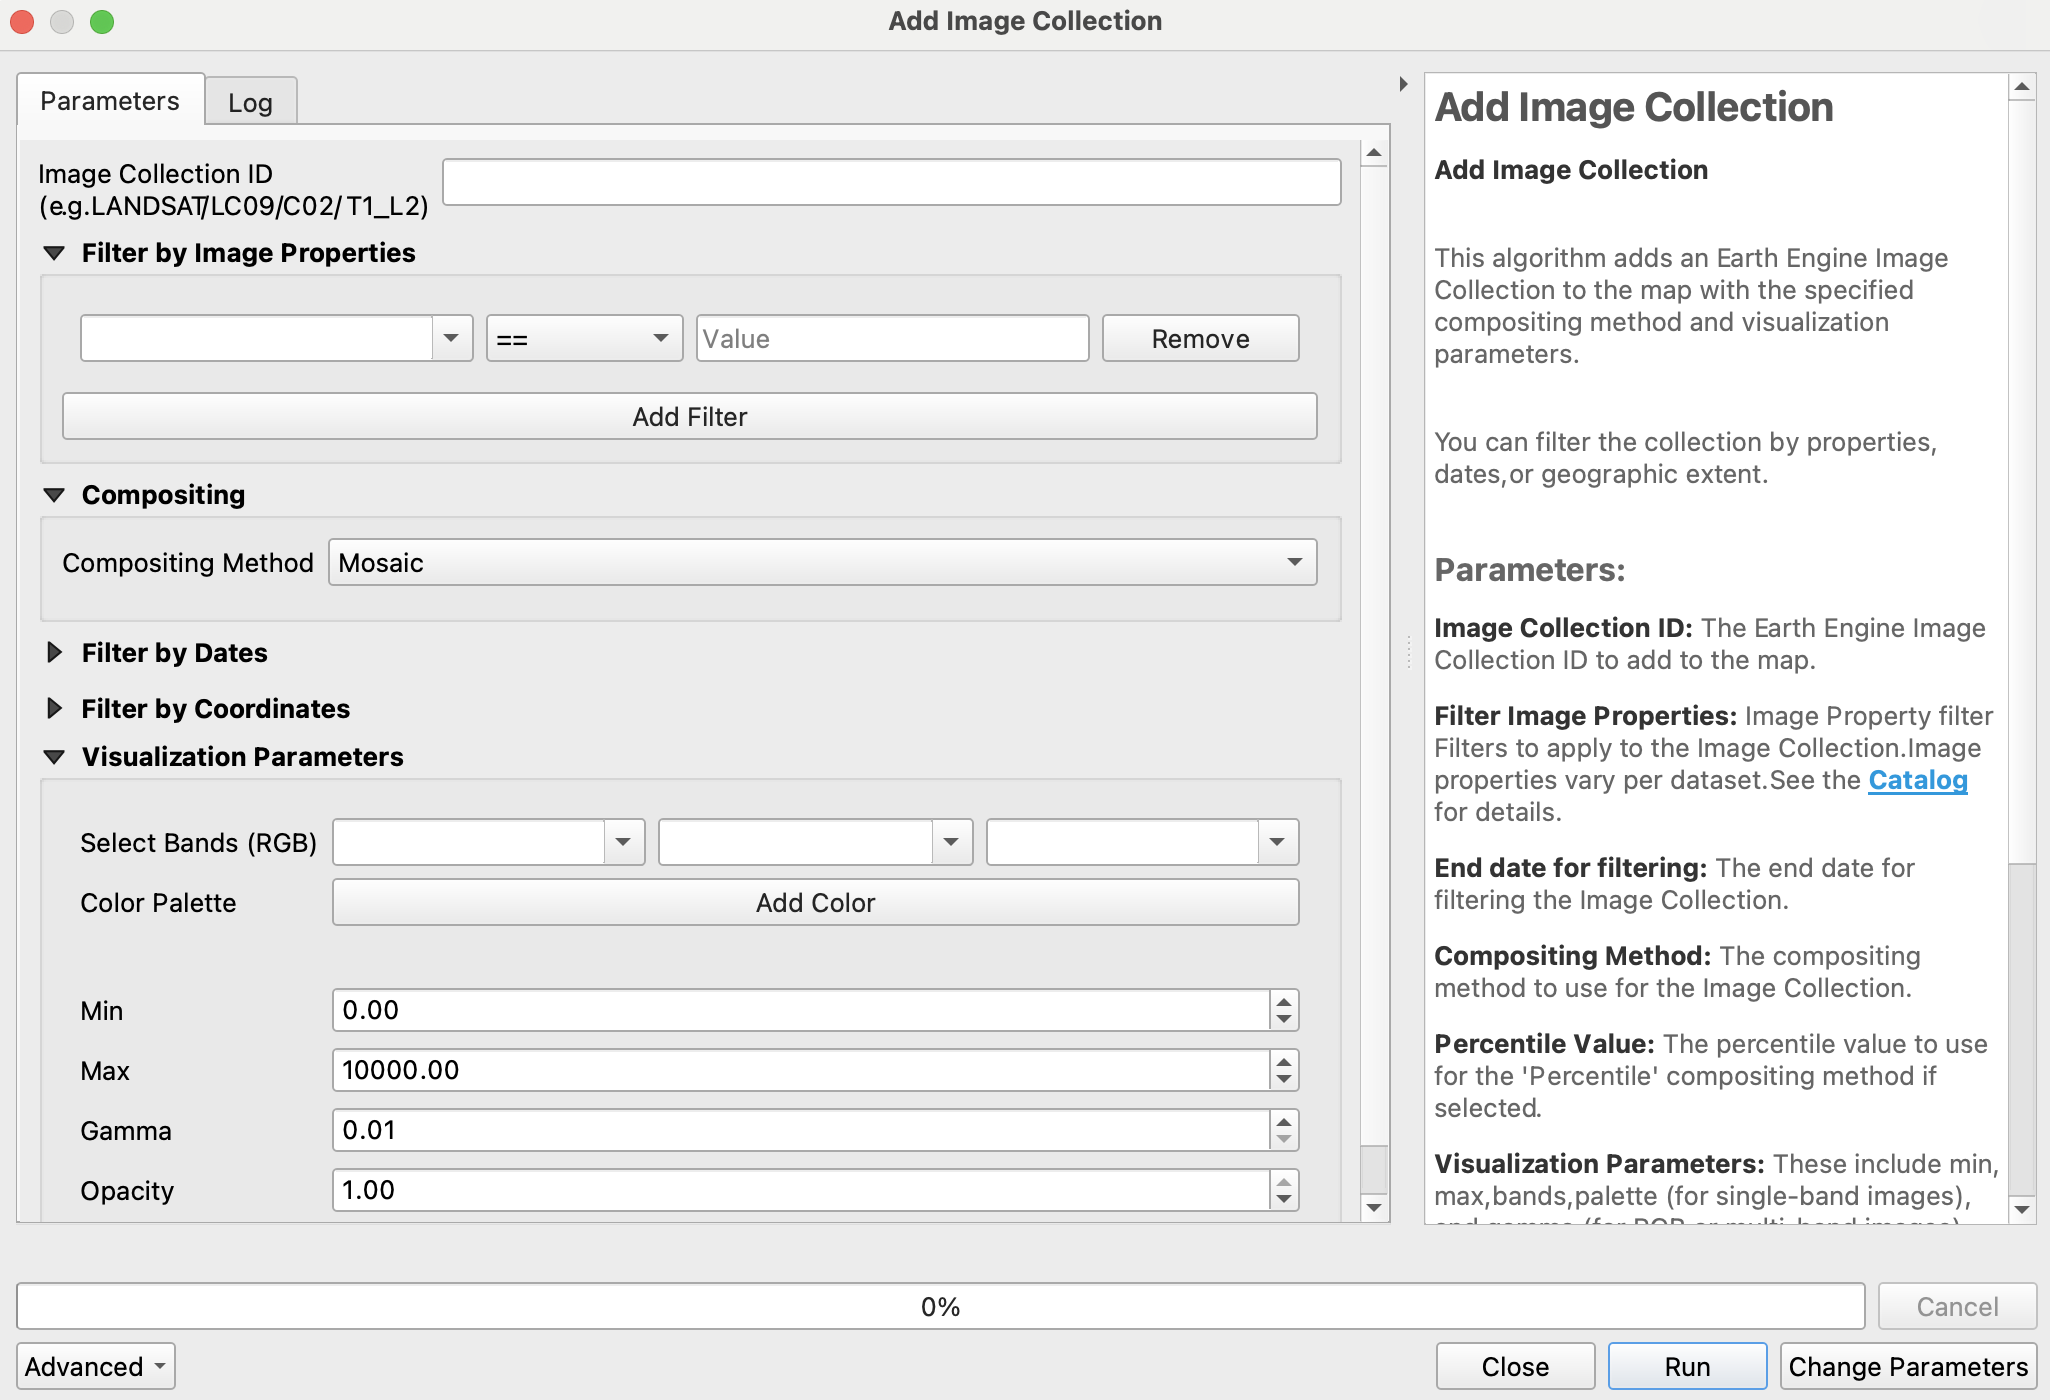 Add Image Collection
Parameters
Log
Image Collection ID
(e.g.LANDSAT/LC09/C02/T1_L2)
Filter by Image Properties
==
Value
Remove
Add Filter
Compositing
Compositing Method
Mosaic
Filter by Dates
Filter by Coordinates
Visualization Parameters
Select Bands (RGB)
Color Palette
Add Color
Min
0.00
Max
10000.00
Gamma
0.01
Opacity
1.00
Add Image Collection
Add Image Collection
This algorithm adds an Earth Engine Image
Collection to the map with the specified
compositing method and visualization
parameters.
You can filter the collection by properties,
dates,or geographic extent.
Parameters:
Image Collection ID: The Earth Engine Image
Collection ID to add to the map.
Filter Image Properties: Image Property filter
Filters to apply to the Image Collection.Image
properties vary per dataset.See the Catalog
for details.
End date for filtering: The end date for
filtering the Image Collection.
Compositing Method: The compositing
method to use for the Image Collection.
Percentile Value: The percentile value to use
for the 'Percentile' compositing method if
selected.
Visualization Parameters: These include min,
max,bands,palette (for single-band images),
and gamma (for RGB or multi-band images)
0%
Cancel
Advanced
Close
Run
Change Parameters